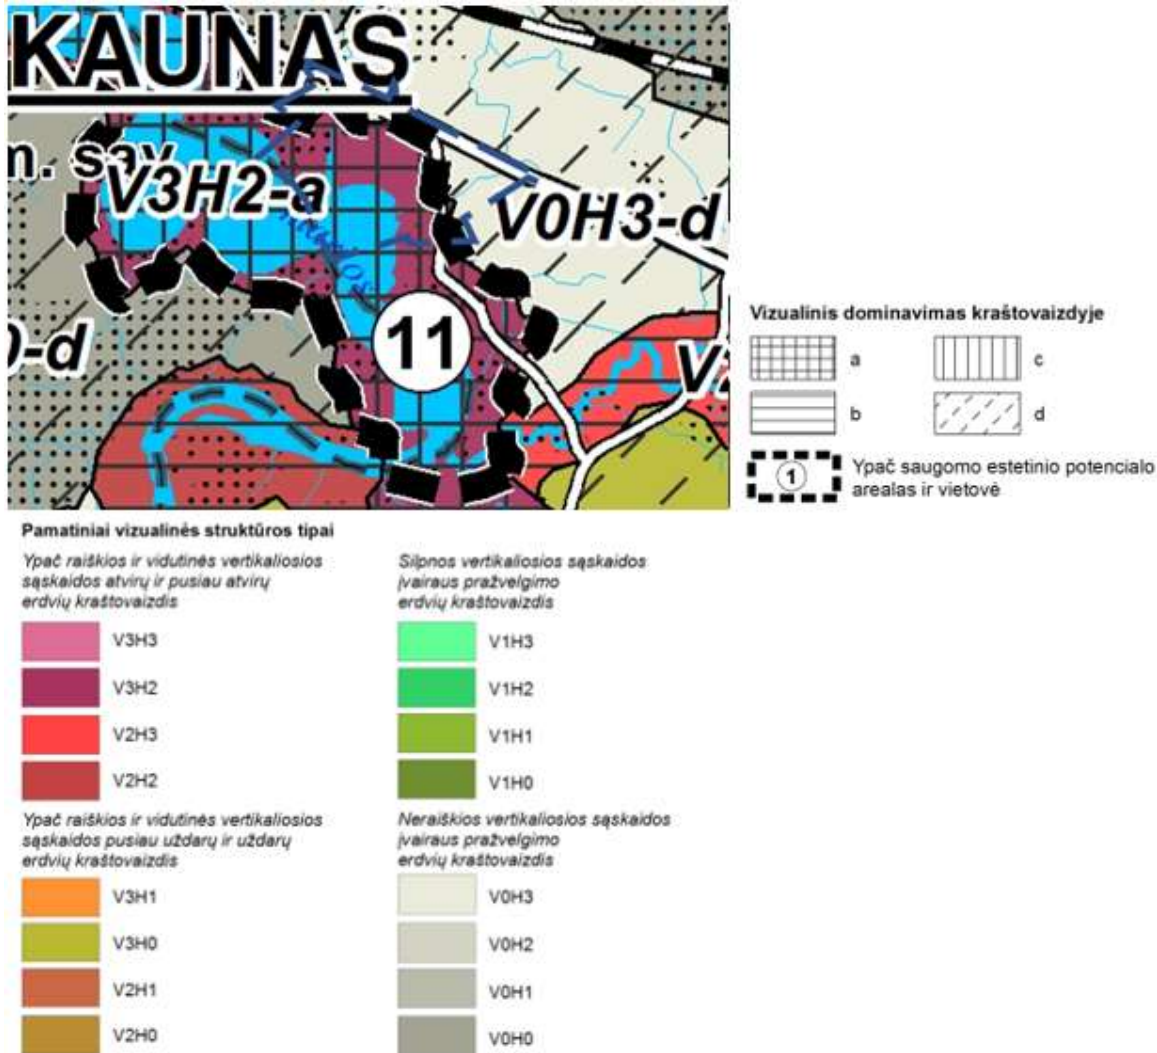 KAUNAS
m. sav
V3H2-a
V0H3-d
11
0-d
V2
Vizualinis dominavimas kraštovaizdyje
a
c
b
d
1
Ypač saugomo estetinio potencialo
arealas ir vietovė
Pamatiniai vizualinės struktūros tipai
Ypač raiškios ir vidutinės vertikaliosios
sąskaidos atvirų ir pusiau atvirų
erdvių kraštovaizdis
V3H3
V3H2
V2H3
V2H2
Ypač raiškios ir vidutinės vertikaliosios
sąskaidos pusiau uždarų ir uždarų
erdvių kraštovaizdis
V3H1
V3H0
V2H1
V2H0
Silpnos vertikaliosios sąskaidos
įvairaus pražvelgimo
erdvių kraštovaizdis
V1H3
V1H2
V1H1
V1H0
Neraiškios vertikaliosios sąskaidos
įvairaus pražvelgimo
erdvių kraštovaizdis
V0H3
V0H2
V0H1
V0H0